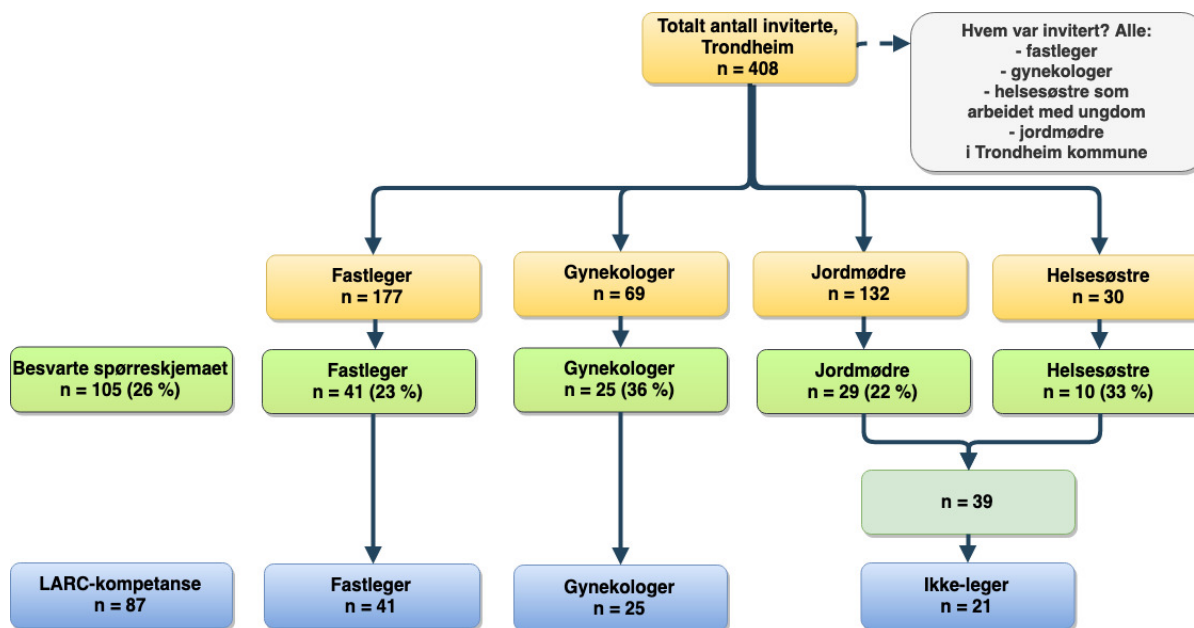 Totalt antall inviterte,
Trondheim
n = 408
Hvem var invitert? Alle:
- fastleger
- gynekologer
- helsesøstre som
arbeidet med ungdom
- jordmødre
i Trondheim kommune
Fastleger
n = 177
Gynekologer
n = 69
Jordmødre
n = 132
Helsesøstre
n = 30
Besvarte spørreskjemaet
n = 105 (26 %)
Fastleger
n = 41 (23 %)
Gynekologer
n = 25 (36 %)
Jordmødre
n = 29 (22 %)
Helsesøstre
n = 10 (33 %)
n = 39
LARC-kompetanse
n = 87
Fastleger
n = 41
Gynekologer
n = 25
Ikke-leger
n = 21